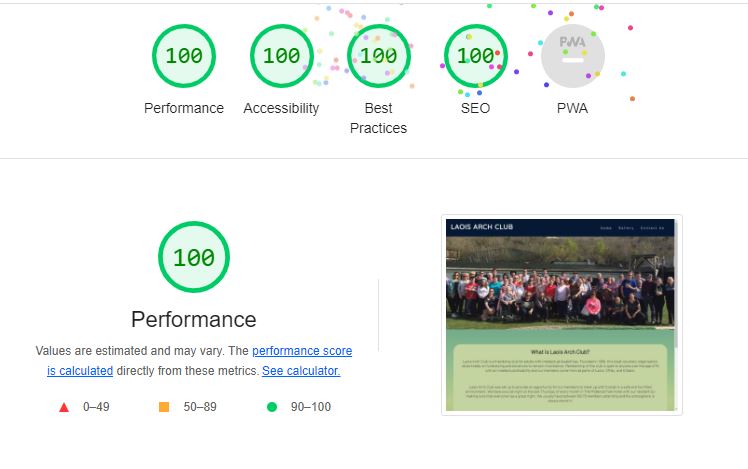 100 100 100 100 PWA
Performance Accessibility Best Practices SEO PWA
100
Performance
Values are estimated and may vary. The performance score
is calculated directly from these metrics. See calculator.
0–49 50–89 90–100
LAOIS ARCH CLUB Home Gallery Contact Us
What is Laois Arch Club?